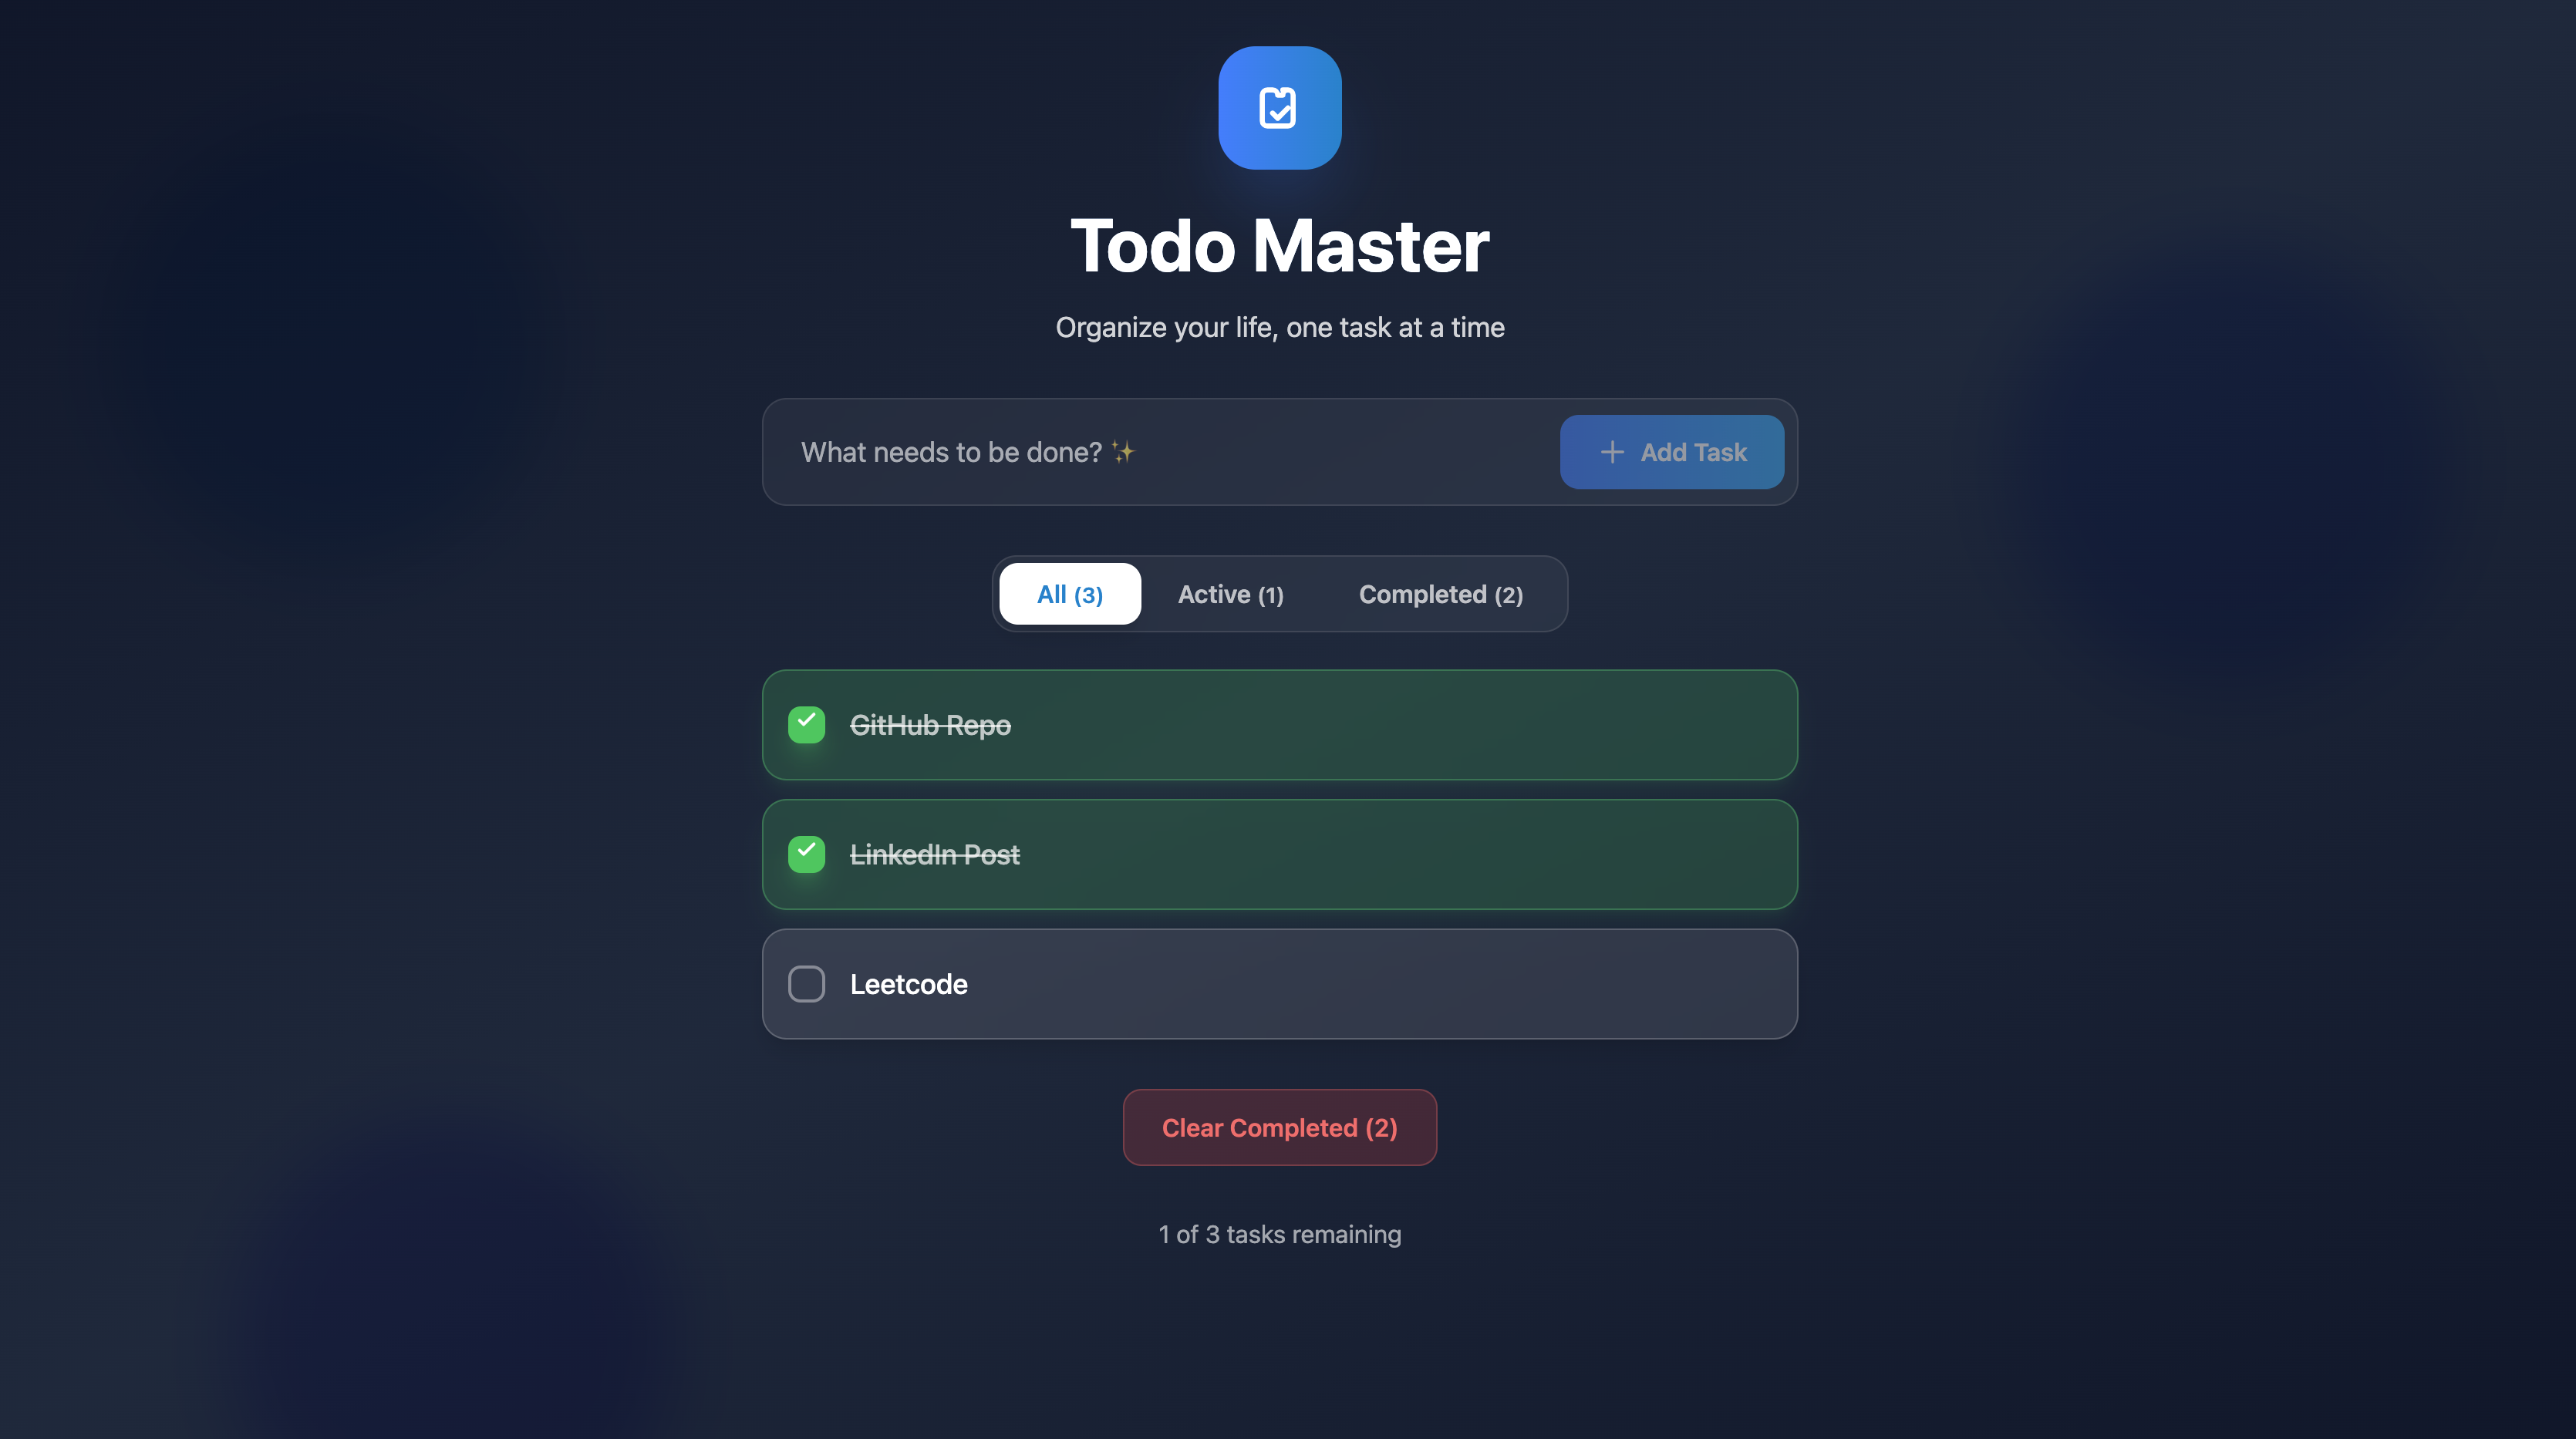 Todo Master
Organize your life, one task at a time
What needs to be done? ✨
+ Add Task
All (3) Active (1) Completed (2)
GitHub Repo
LinkedIn Post
Leetcode
Clear Completed (2)
1 of 3 tasks remaining